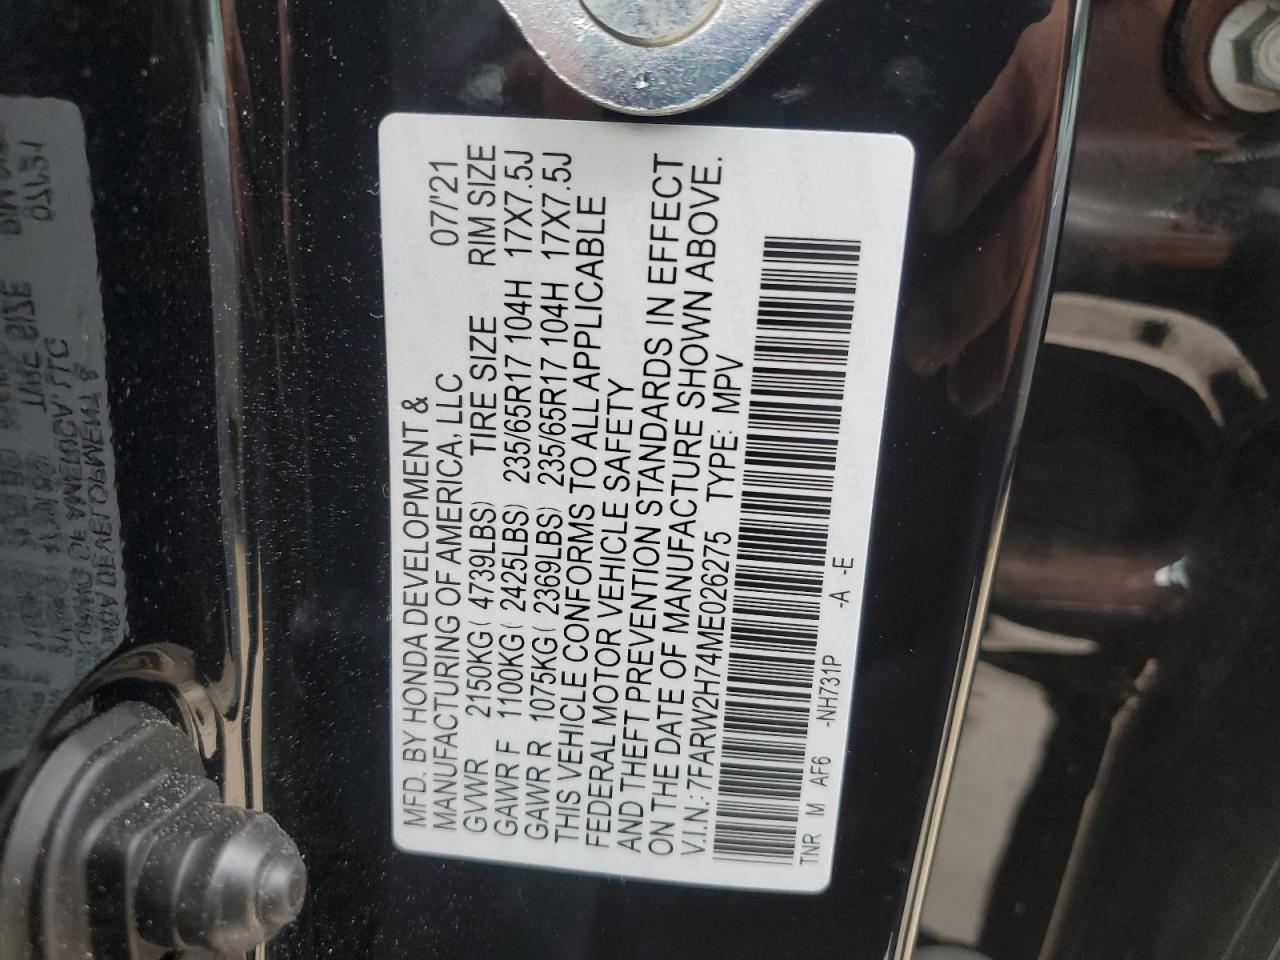 MFD. BY HONDA DEVELOPMENT &
MANUFACTURING OF AMERICA, LLC 07/'21
GVWR 2150KG( 4739LBS) TIRE SIZE RIM SIZE
GAWR F 1100KG( 2425LBS) 235/65R17 104H 17X7.5J
GAWR R 1075KG( 2369LBS) 235/65R17 104H 17X7.5J
THIS VEHICLE CONFORMS TO ALL APPLICABLE
FEDERAL MOTOR VEHICLE SAFETY
AND THEFT PREVENTION STANDARDS IN EFFECT
ON THE DATE OF MANUFACTURE SHOWN ABOVE.
V.I.N.: 7FARW2H74ME026275 TYPE: MPV
TNR M AF6 -NH731P -A -E